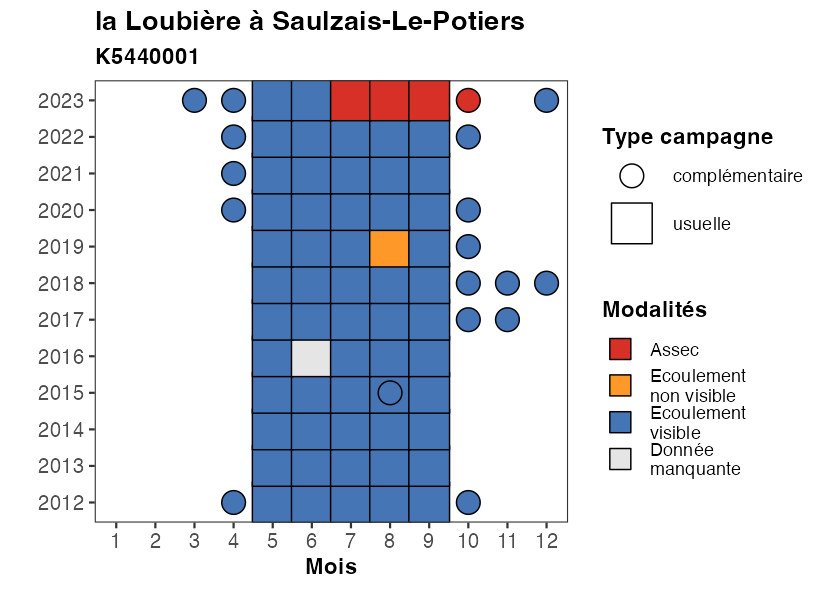 la Loubière à Saulzais-Le-Potiers
K5440001
2023
2022
2021
2020
2019
2018
2017
2016
2015
2014
2013
2012
1 2 3 4 5 6 7 8 9 10 11 12
Mois
Type campagne
complémentaire
usuelle
Modalités
Assec
Ecoulement
non visible
Ecoulement
visible
Donnée
manquante